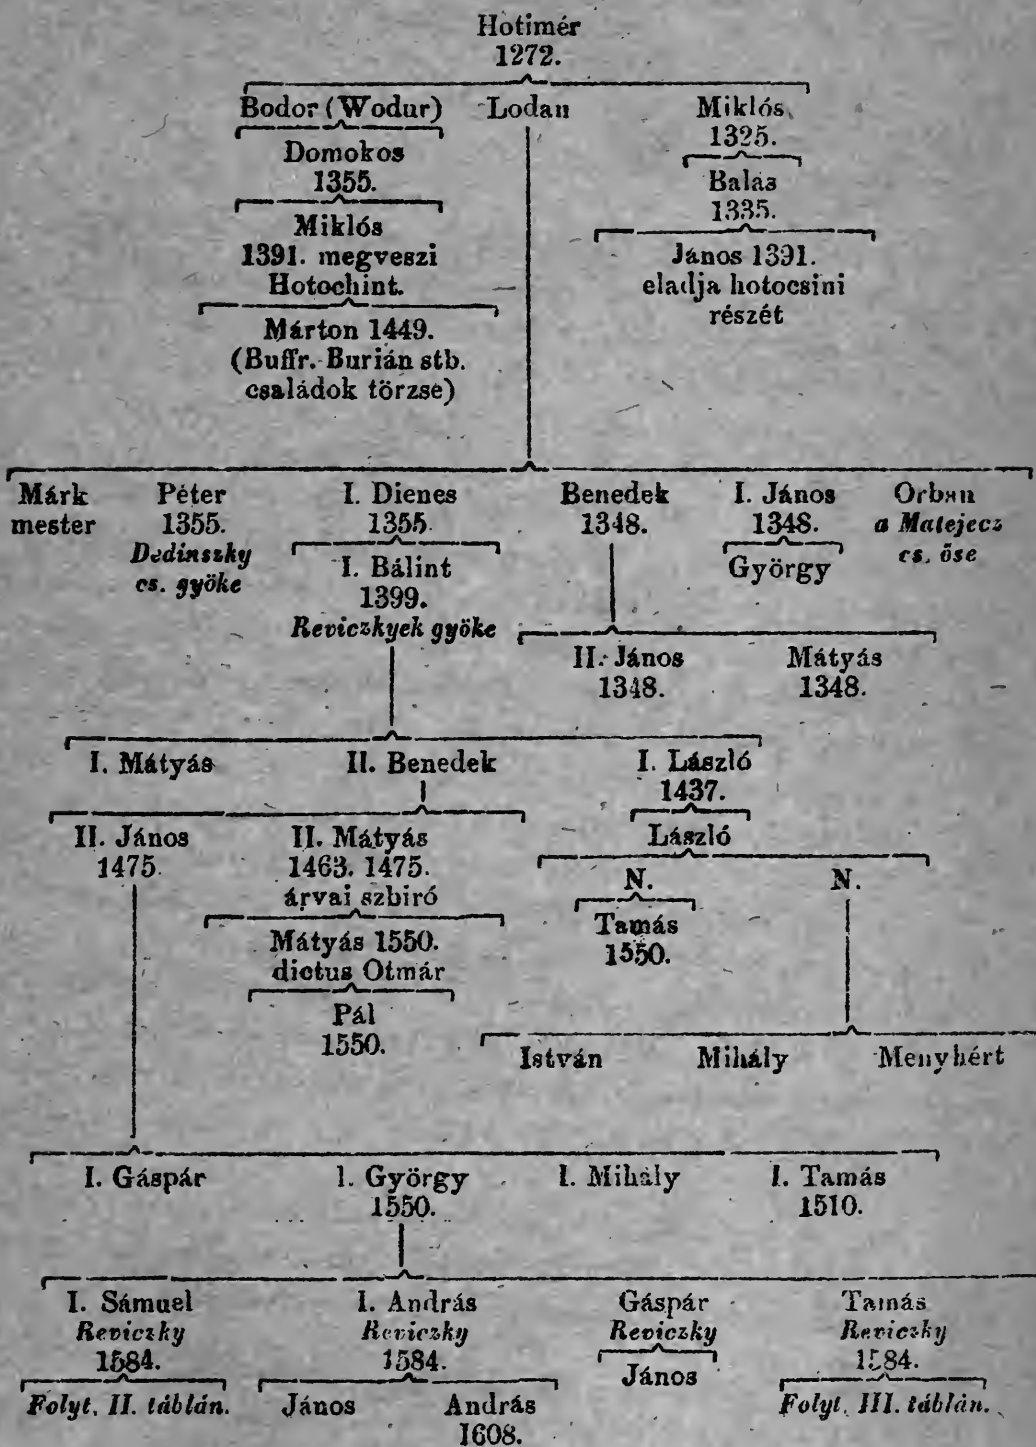 Hotimér
1272.
Bodor (Wodur) Lodan Miklós
1325.
Domokos
1355.
Balás
1335.
Miklós
1391. megveszi
Hotochint.
János 1391.
eladja hotocsini
részét
Márton 1449.
(Buffr. Burián stb.
családok törzse)
Márk
mester
Péter
1355.
Dedinszky
cs. gyöke
I. Dienes
1355.
I. Bálint
1399.
Reviczkyek gyöke
Benedek
1348.
I. János
1348.
György
Orbán
a Matejecz
cs. őse
II. János
1348.
Mátyás
1348.
I. Mátyás II. Benedek I. László
1437.
László
II. János
1475.
II. Mátyás
1463. 1475.
árvai szbiró
N. N.
Tamás
1550.
Mátyás 1550.
dictus Otmár
Pál
1550.
István Mihály Menyhért
I. Gáspár I. György I. Mihály I. Tamás
1550. 1510.
I. Sámuel
Reviczky
1584.
Folyt. II. táblán.
I. András
Reviczky
1584.
János András
1608.
Gáspár
Reviczky
János
Tamás
Reviczky
1584.
Folyt. III. táblán.